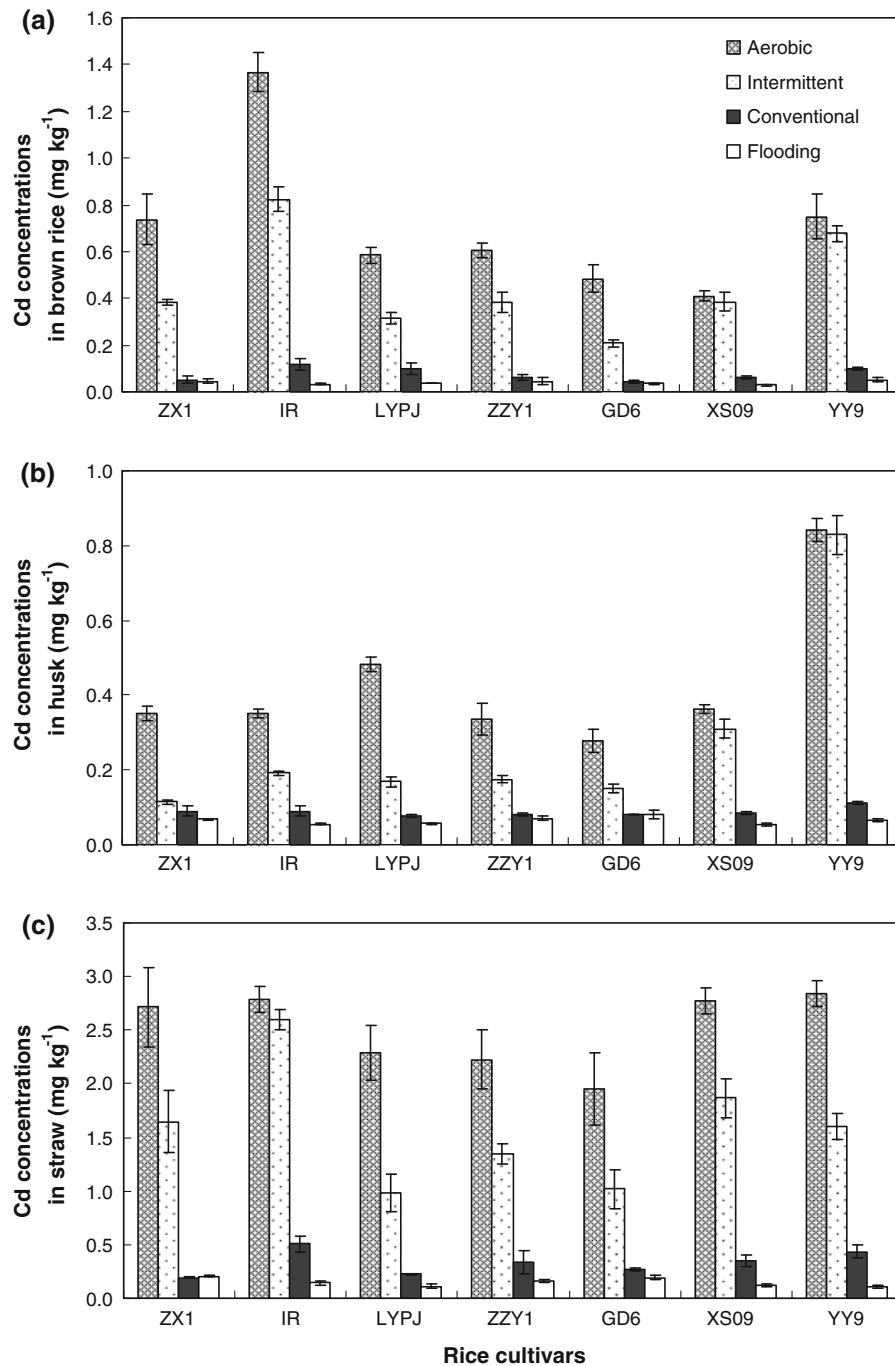 (a)
Cd concentrations
in brown rice (mg kg-1)
1.6
1.4
1.2
1.0
0.8
0.6
0.4
0.2
0.0
Aerobic
Intermittent
Conventional
Flooding
ZX1 IR LYPJ ZZY1 GD6 XS09 YY9
(b)
Cd concentrations
in husk (mg kg-1)
1.0
0.8
0.6
0.4
0.2
0.0
ZX1 IR LYPJ ZZY1 GD6 XS09 YY9
(c)
Cd concentrations
in straw (mg kg-1)
3.5
3.0
2.5
2.0
1.5
1.0
0.5
0.0
ZX1 IR LYPJ ZZY1 GD6 XS09 YY9
Rice cultivars